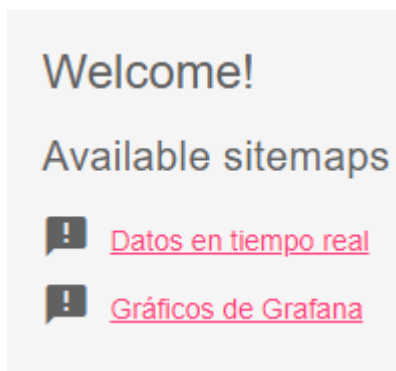 Welcome!
Available sitemaps
Datos en tiempo real
Gráficos de Grafana